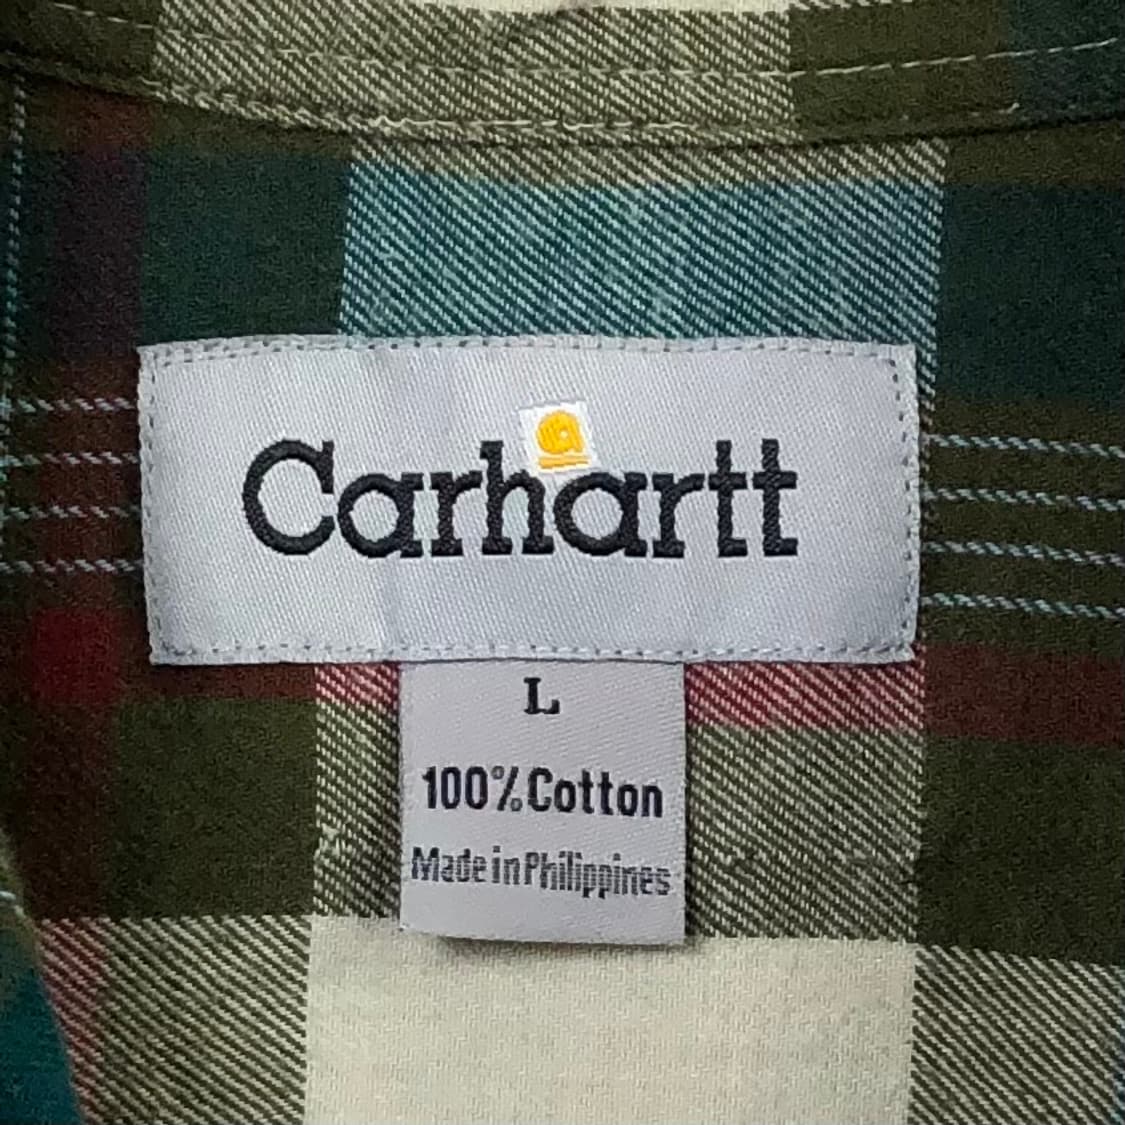 Carhartt
L
100% Cotton
Made in Philippines